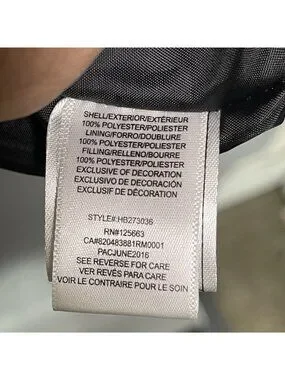 SHELL/EXTERIOR/EXTÉRIEUR
100% POLYESTER/POLIESTER
LINING/FORRO/DOUBLURE
100% POLYESTER/POLIESTER
FILLING/RELLENO/BOURRE
100% POLYESTER/POLIESTER
EXCLUSIVE OF DECORATION
EXCLUSIVO DE DECORACIÓN
EXCLUSIF DE DÉCORATION
STYLE#:HB273036
RN#125663
CA#820483881RM0001
PACJUNE2016
SEE REVERSE FOR CARE
VER REVÉS PARA CARE
VOIR LE CONTRAIRE POUR LE SOIN